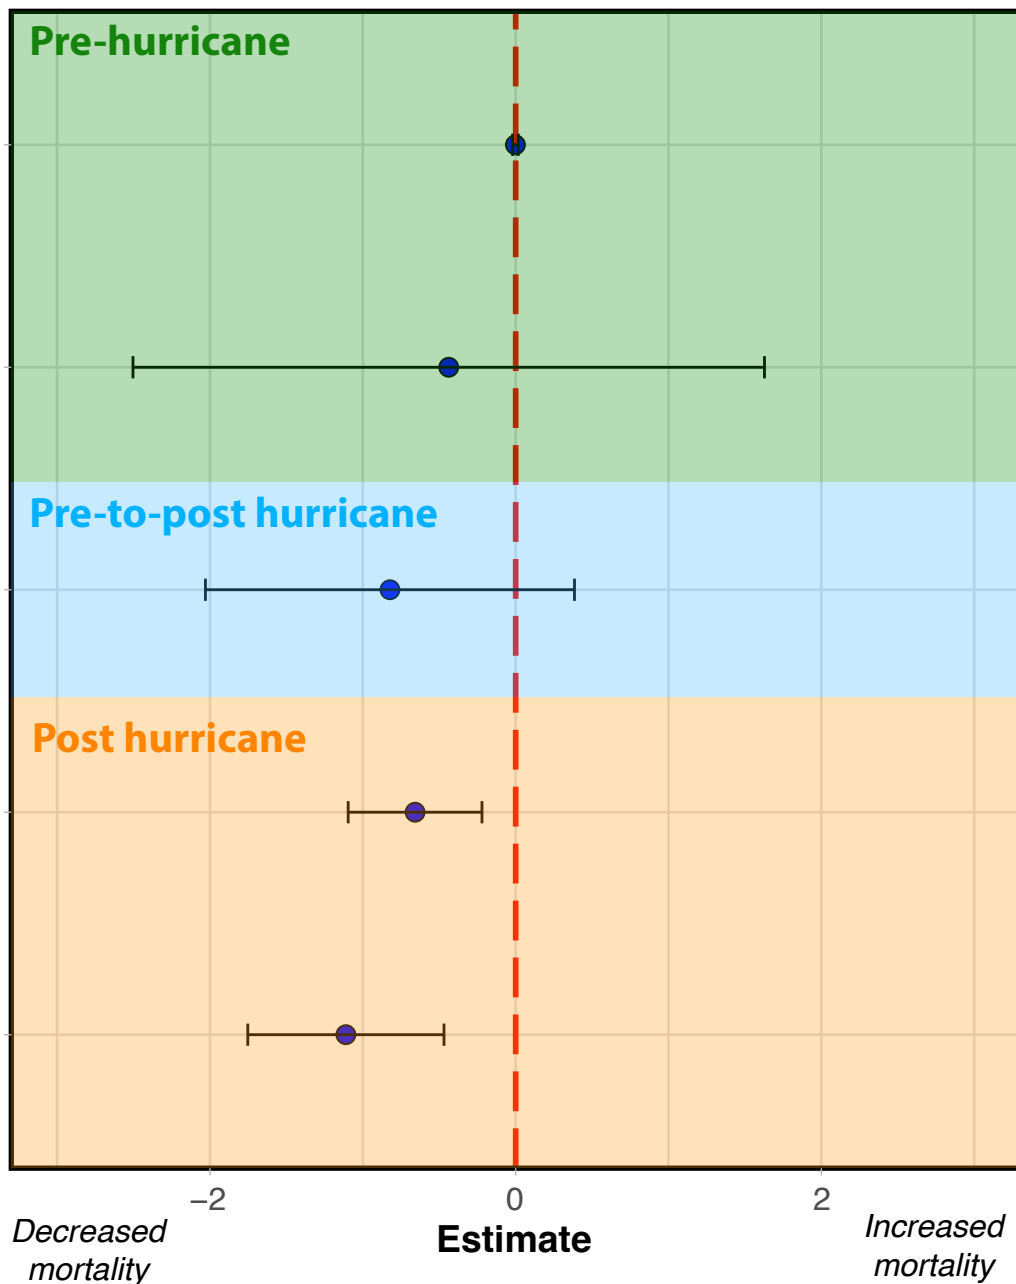 Pre-hurricane
Pre-to-post hurricane
Post hurricane
−2
0
2
Decreased
mortality
Estimate
Increased
mortality